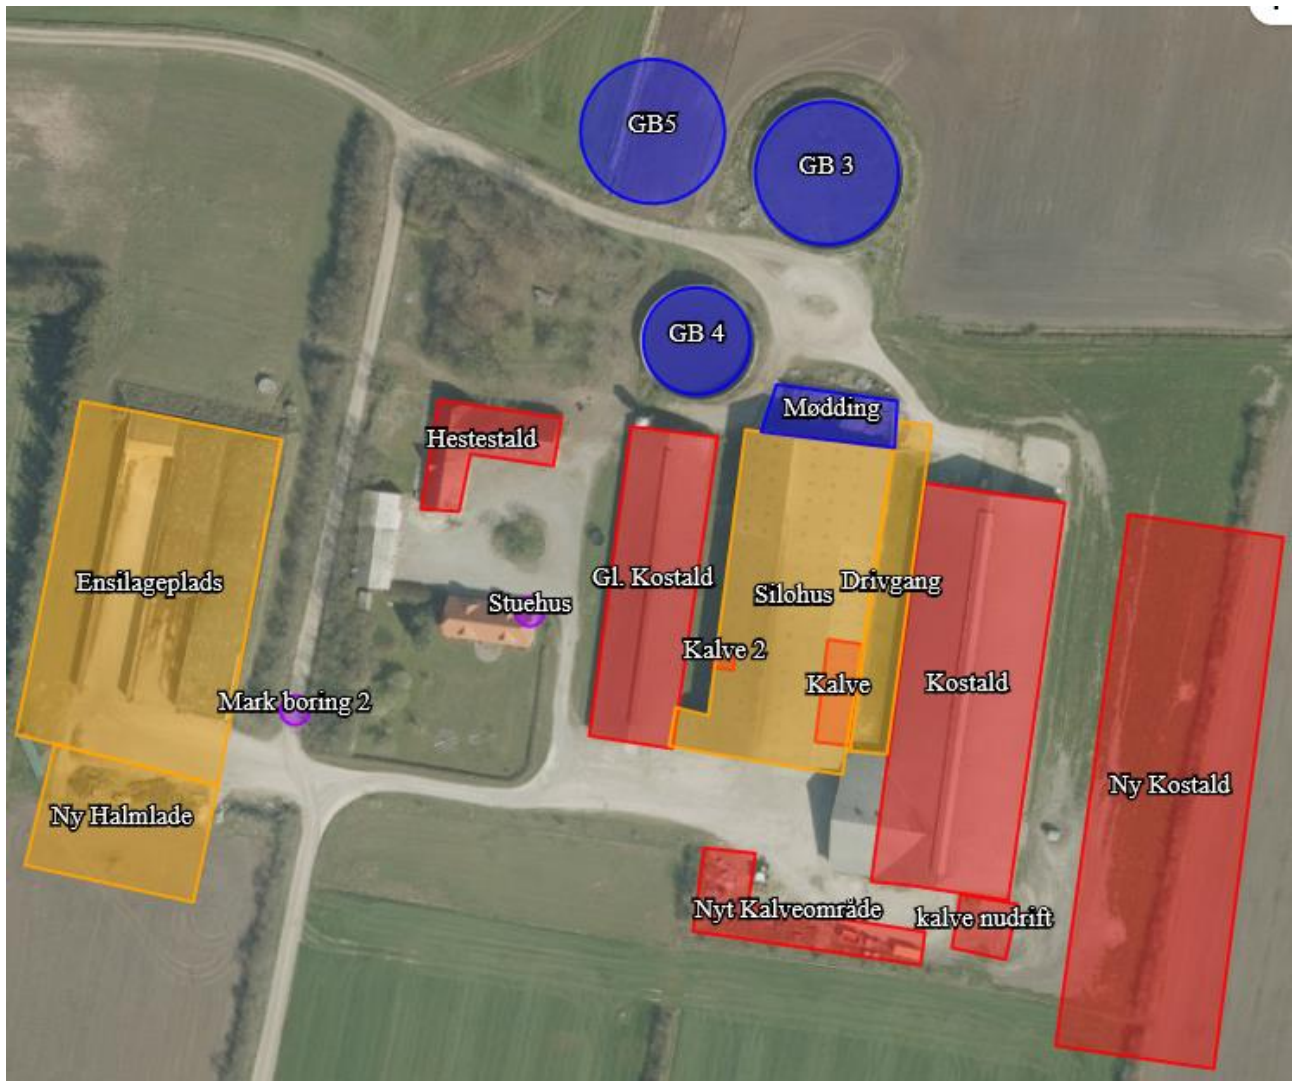 GB5
GB 3
GB 4
Mødding
Hestestald
Ensilageplads
Gl. Kostald
Silohus
Drivgang
Stuehus
Kalve 2
Kalve
Kostald
Mark boring 2
Ny Kostald
Ny Halmlade
Nyt Kalveområde
kalve nudrift